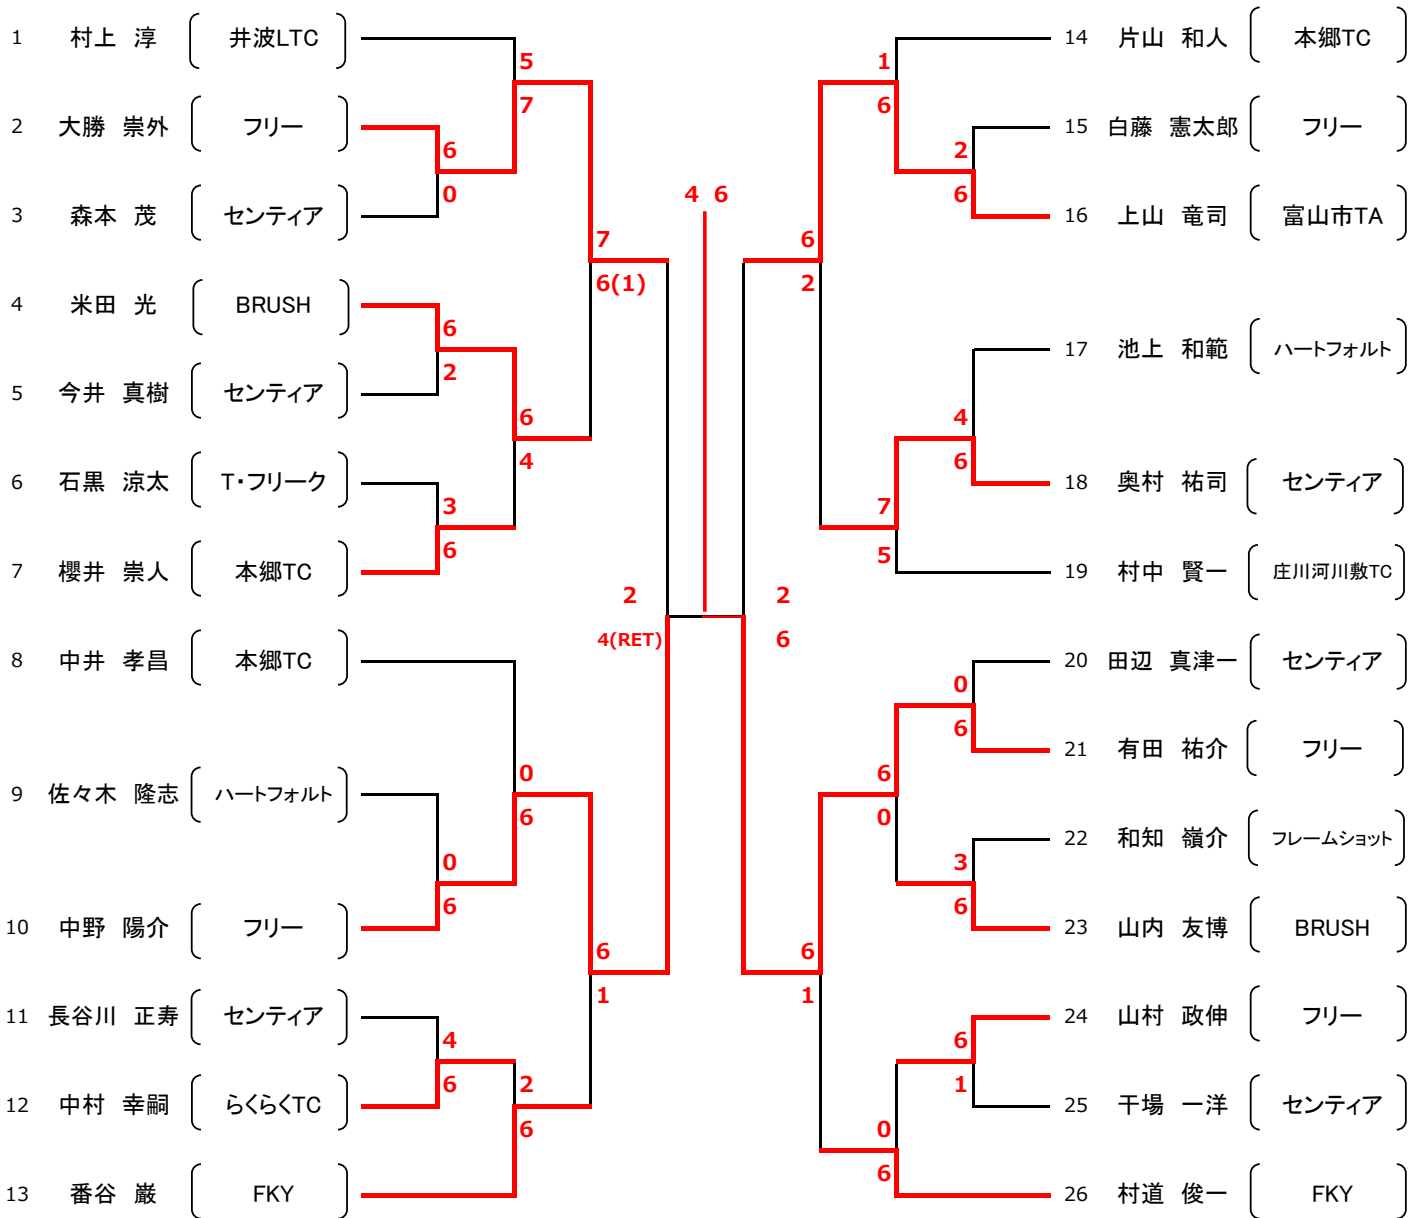 1 村上 淳 井波LTC
5
7
2 大勝 崇外 フリー
6
0
3 森本 茂 センティア
7
6(1)
4 米田 光 BRUSH
6
2
5 今井 真樹 センティア
6
4
6 石黒 涼太 T・フリーク
3
6
7 櫻井 崇人 本郷TC
2
4(RET)
8 中井 孝昌 本郷TC
0
6
9 佐々木 隆志 ハートフォルト
0
6
10 中野 陽介 フリー
6
1
11 長谷川 正寿 センティア
4
6
12 中村 幸嗣 らくらくTC
2
6
13 番谷 巌 FKY
4 6
14 片山 和人 本郷TC
1
6
15 白藤 憲太郎 フリー
2
6
16 上山 竜司 富山市TA
6
2
17 池上 和範 ハートフォルト
4
6
18 奥村 祐司 センティア
7
5
19 村中 賢一 庄川河川敷TC
2
6
20 田辺 真津一 センティア
0
6
21 有田 祐介 フリー
6
0
22 和知 嶺介 フレームショット
3
6
23 山内 友博 BRUSH
6
1
24 山村 政伸 フリー
6
1
25 干場 一洋 センティア
0
6
26 村道 俊一 FKY